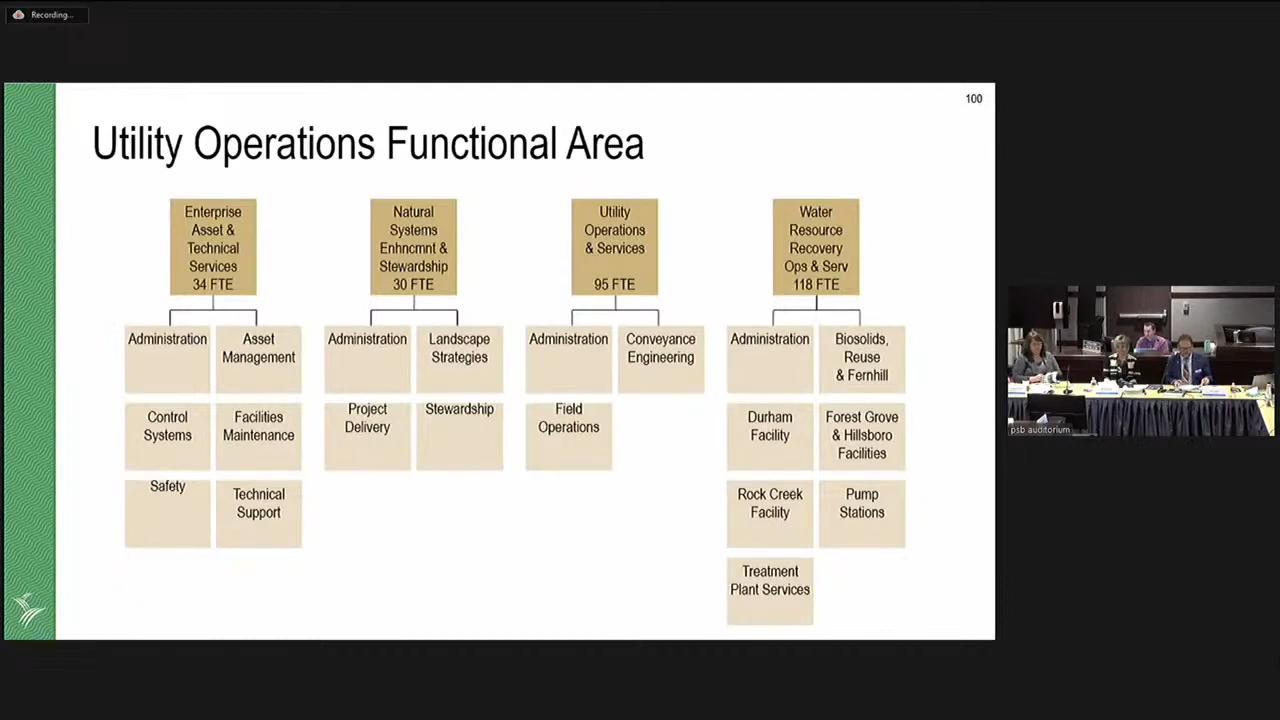 Recording...
100
Utility Operations Functional Area
Enterprise
Asset &
Technical
Services
34 FTE
Natural
Systems
Enhncmnt &
Stewardship
30 FTE
Utility
Operations
& Services
95 FTE
Water
Resource
Recovery
Ops & Serv
118 FTE
Administration
Asset
Management
Control
Systems
Facilities
Maintenance
Safety
Technical
Support
Administration
Landscape
Strategies
Project
Delivery
Stewardship
Administration
Conveyance
Engineering
Field
Operations
Administration
Biosolids,
Reuse
& Fernhill
Durham
Facility
Forest Grove
& Hillsboro
Facilities
Rock Creek
Facility
Pump
Stations
Treatment
Plant Services
psb auditorium